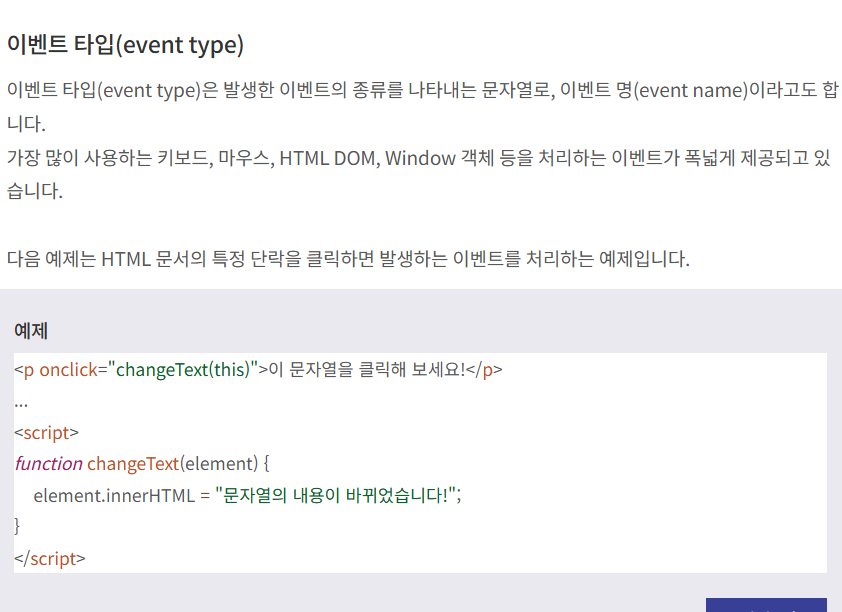 이벤트 타입(event type)
이벤트 타입(event type)은 발생한 이벤트의 종류를 나타내는 문자열로, 이벤트 명(event name)이라고도 합
니다.
가장 많이 사용하는 키보드, 마우스, HTML DOM, Window 객체 등을 처리하는 이벤트가 폭넓게 제공되고 있
습니다.
다음 예제는 HTML 문서의 특정 단락을 클릭하면 발생하는 이벤트를 처리하는 예제입니다.
예제
<p onclick="changeText(this)">이 문자열을 클릭해 보세요!</p>
...
<script>
function changeText(element) {
    element.innerHTML = "문자열의 내용이 바뀌었습니다!";
}
</script>